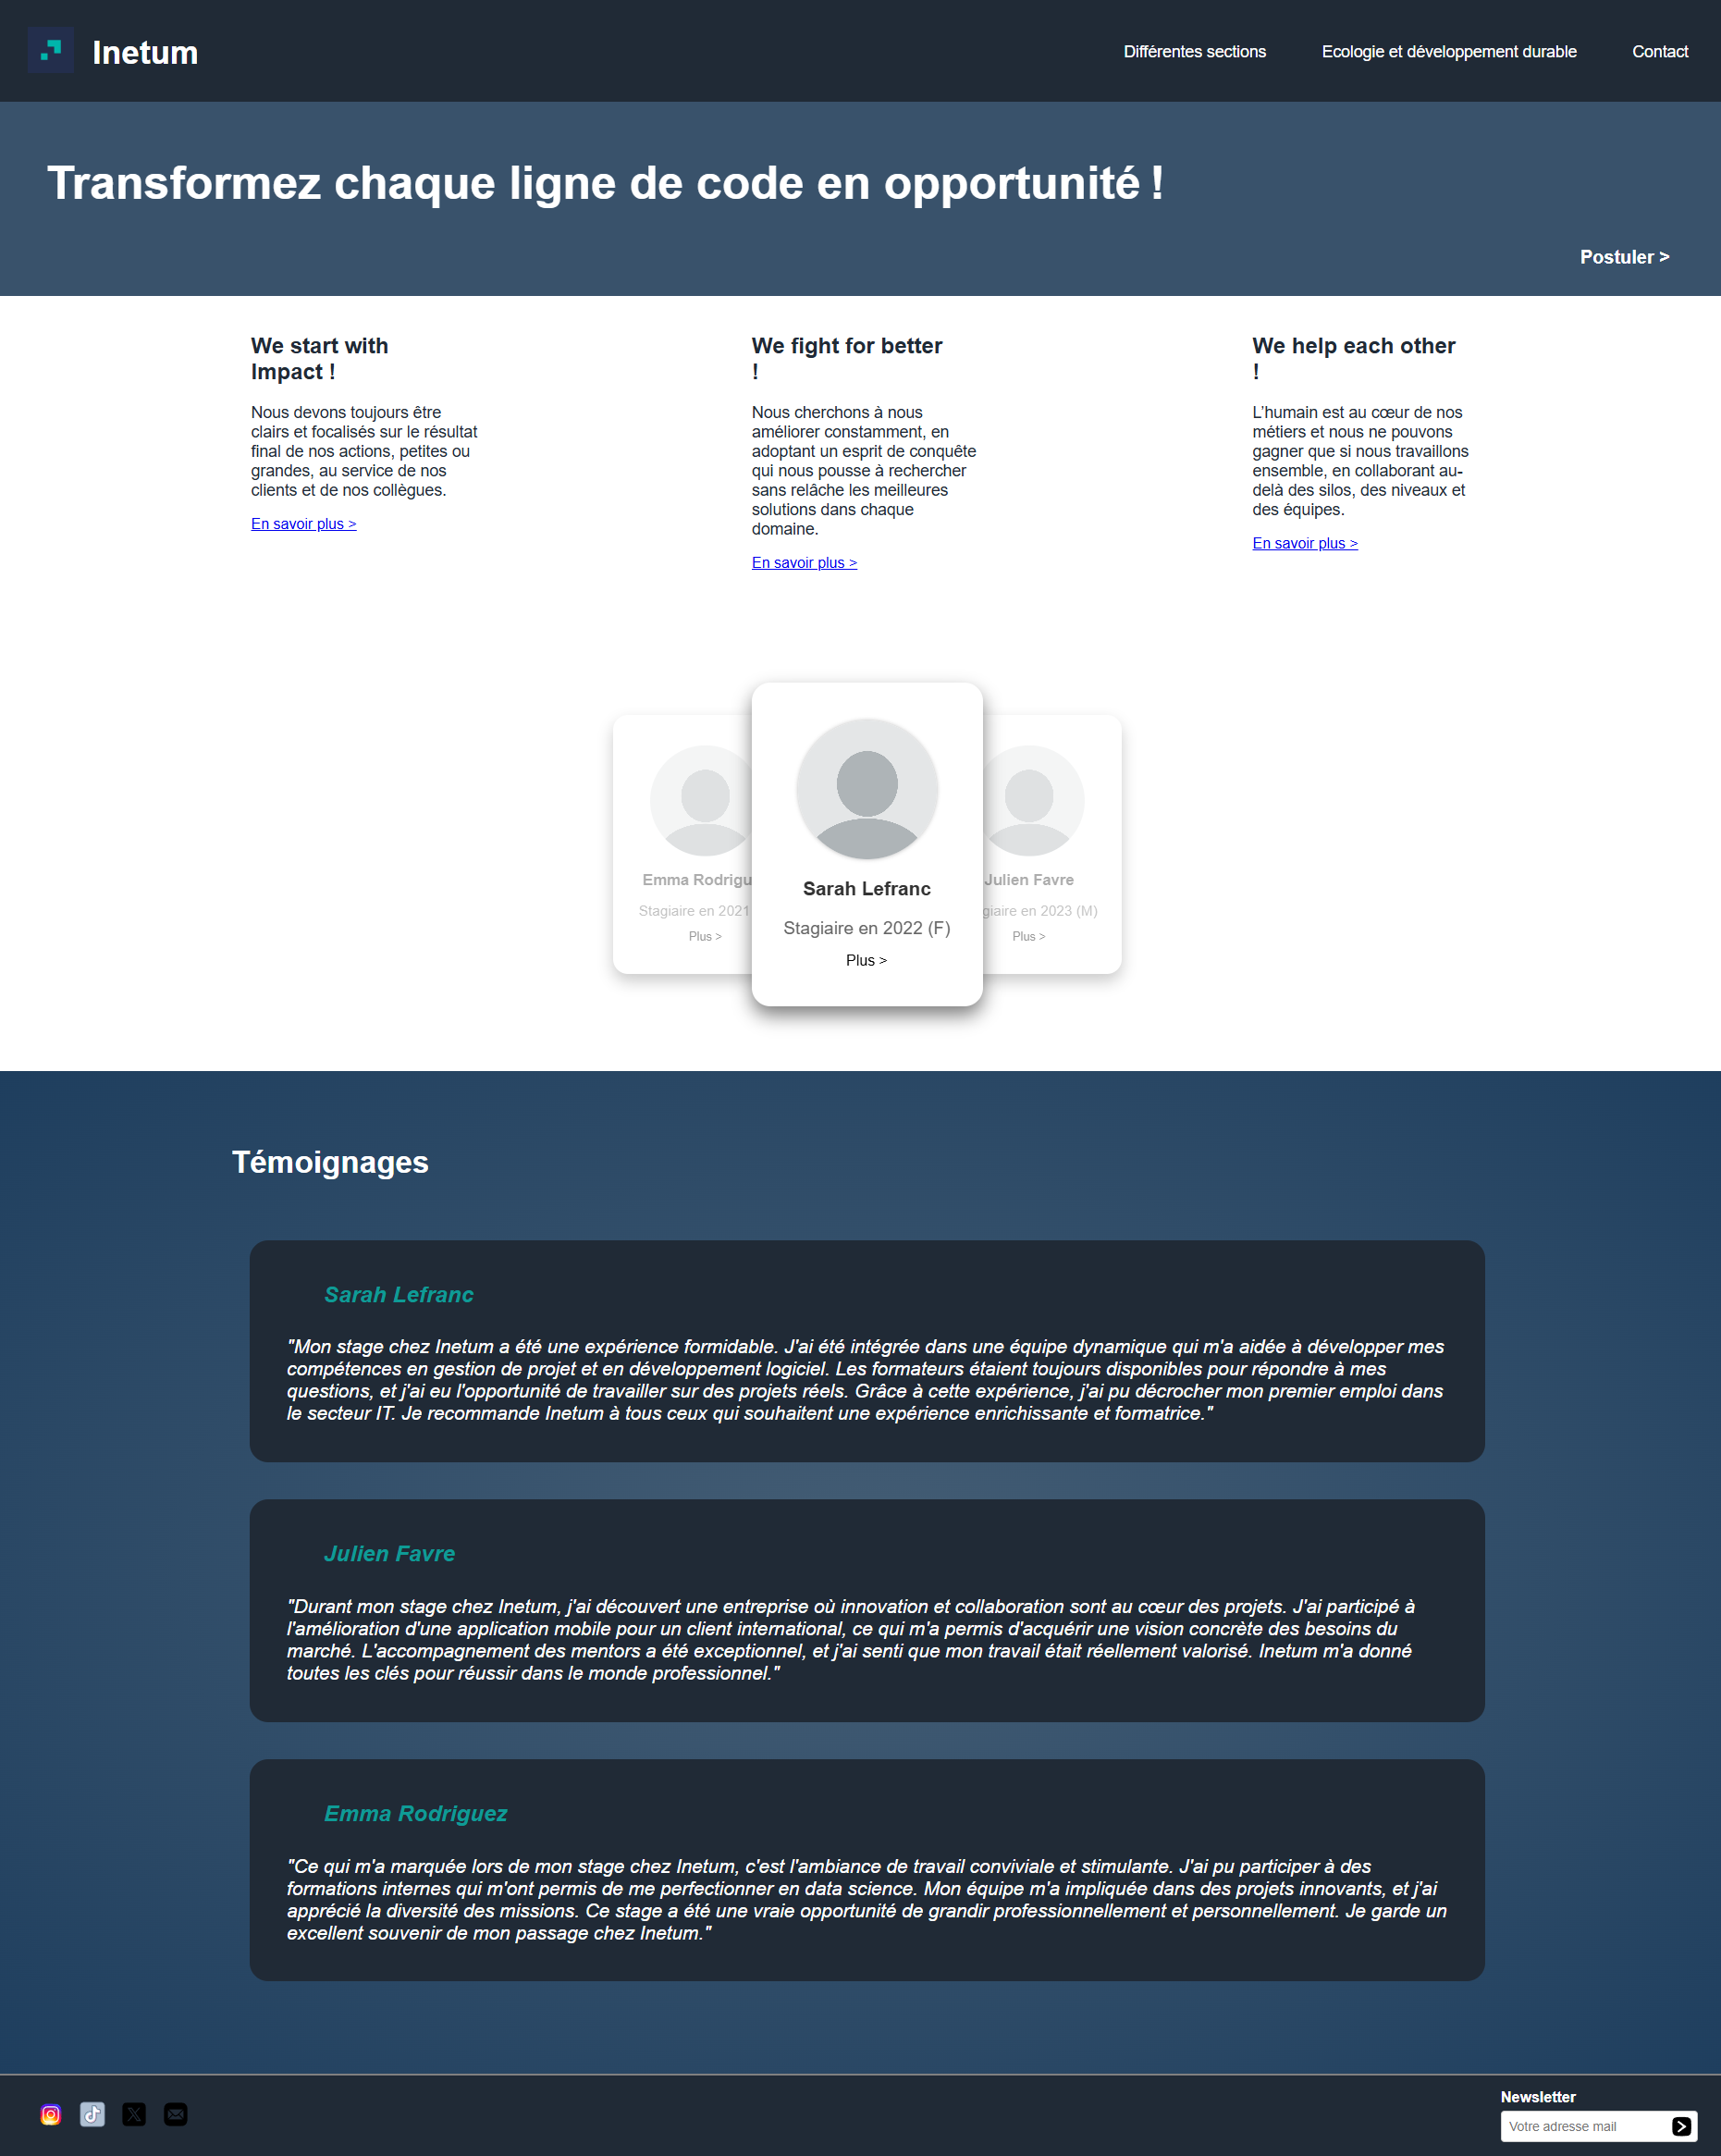 Inetum
Différentes sections
Ecologie et développement durable
Contact
Transformez chaque ligne de code en opportunité !
Postuler >
We start with
Impact !
Nous devons toujours être
clairs et focalisés sur le résultat
final de nos actions, petites ou
grandes, au service de nos
clients et de nos collègues.
En savoir plus >
We fight for better
!
Nous cherchons à nous
améliorer constamment, en
adoptant un esprit de conquête
qui nous pousse à rechercher
sans relâche les meilleures
solutions dans chaque
domaine.
En savoir plus >
We help each other
!
L'humain est au cœur de nos
métiers et nous ne pouvons
gagner que si nous travaillons
ensemble, en collaborant au-
delà des silos, des niveaux et
des équipes.
En savoir plus >
Emma Rodrigu
Stagiaire en 2021
Plus >
Sarah Lefranc
Stagiaire en 2022 (F)
Plus >
Julien Favre
giaire en 2023 (M)
Plus >
Témoignages
Sarah Lefranc
"Mon stage chez Inetum a été une expérience formidable. J'ai été intégrée dans une équipe dynamique qui m'a aidée à développer mes
compétences en gestion de projet et en développement logiciel. Les formateurs étaient toujours disponibles pour répondre à mes
questions, et j'ai eu l'opportunité de travailler sur des projets réels. Grâce à cette expérience, j'ai pu décrocher mon premier emploi dans
le secteur IT. Je recommande Inetum à tous ceux qui souhaitent une expérience enrichissante et formatrice."
Julien Favre
"Durant mon stage chez Inetum, j'ai découvert une entreprise où innovation et collaboration sont au cœur des projets. J'ai participé à
l'amélioration d'une application mobile pour un client international, ce qui m'a permis d'acquérir une vision concrète des besoins du
marché. L'accompagnement des mentors a été exceptionnel, et j'ai senti que mon travail était réellement valorisé. Inetum m'a donné
toutes les clés pour réussir dans le monde professionnel."
Emma Rodriguez
"Ce qui m'a marquée lors de mon stage chez Inetum, c'est l'ambiance de travail conviviale et stimulante. J'ai pu participer à des
formations internes qui m'ont permis de me perfectionner en data science. Mon équipe m'a impliquée dans des projets innovants, et j'ai
apprécié la diversité des missions. Ce stage a été une vraie opportunité de grandir professionnellement et personnellement. Je garde un
excellent souvenir de mon passage chez Inetum."
Newsletter
Votre adresse mail